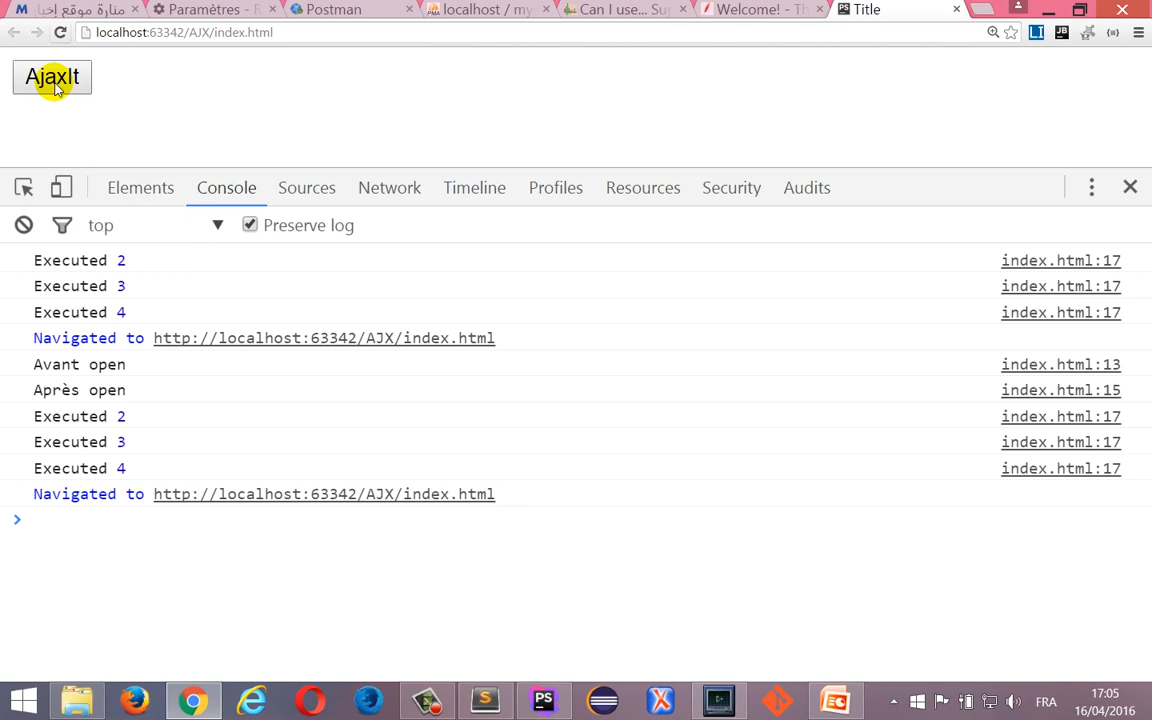 منارة موقع إخبا
Paramètres - R
Postman
localhost / my
Can I use... Sup
Welcome! - Th
Title
localhost:63342/AJX/index.html
AjaxIt
Elements Console Sources Network Timeline Profiles Resources Security Audits
top Preserve log
Executed 2 index.html:17
Executed 3 index.html:17
Executed 4 index.html:17
Navigated to http://localhost:63342/AJX/index.html
Avant open index.html:13
Après open index.html:15
Executed 2 index.html:17
Executed 3 index.html:17
Executed 4 index.html:17
Navigated to http://localhost:63342/AJX/index.html
FRA
17:05
16/04/2016